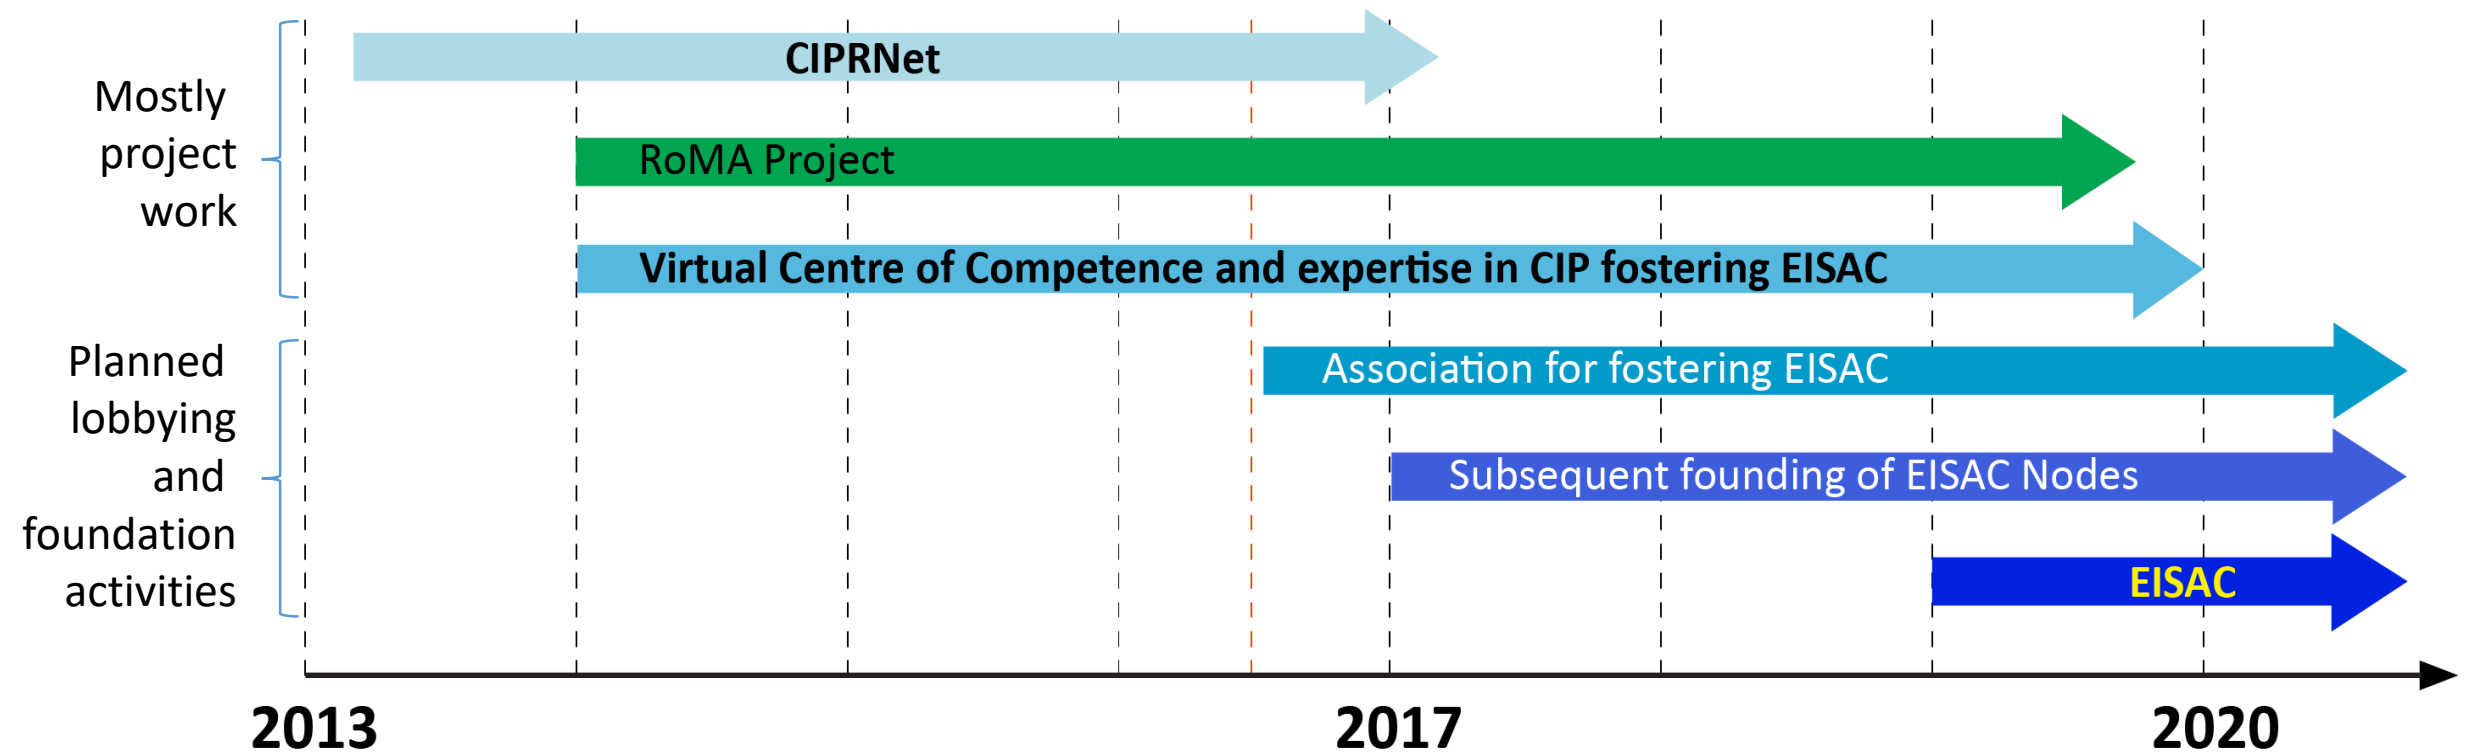 Mostly
project
work
CIPRNet
RoMA Project
Virtual Centre of Competence and expertise in CIP fostering EISAC
Planned
lobbying
and
foundation
activities
Association for fostering EISAC
Subsequent founding of EISAC Nodes
EISAC
2013
2017
2020